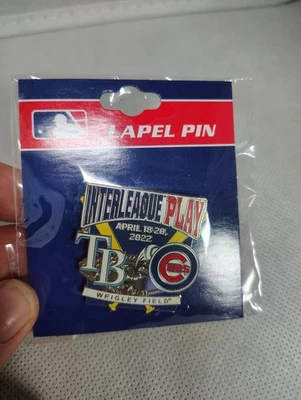 LAPEL PIN
INTERLEAGUE PLAY
APRIL 18-20,
2022
TB
CUBS
WRIGLEY FIELD